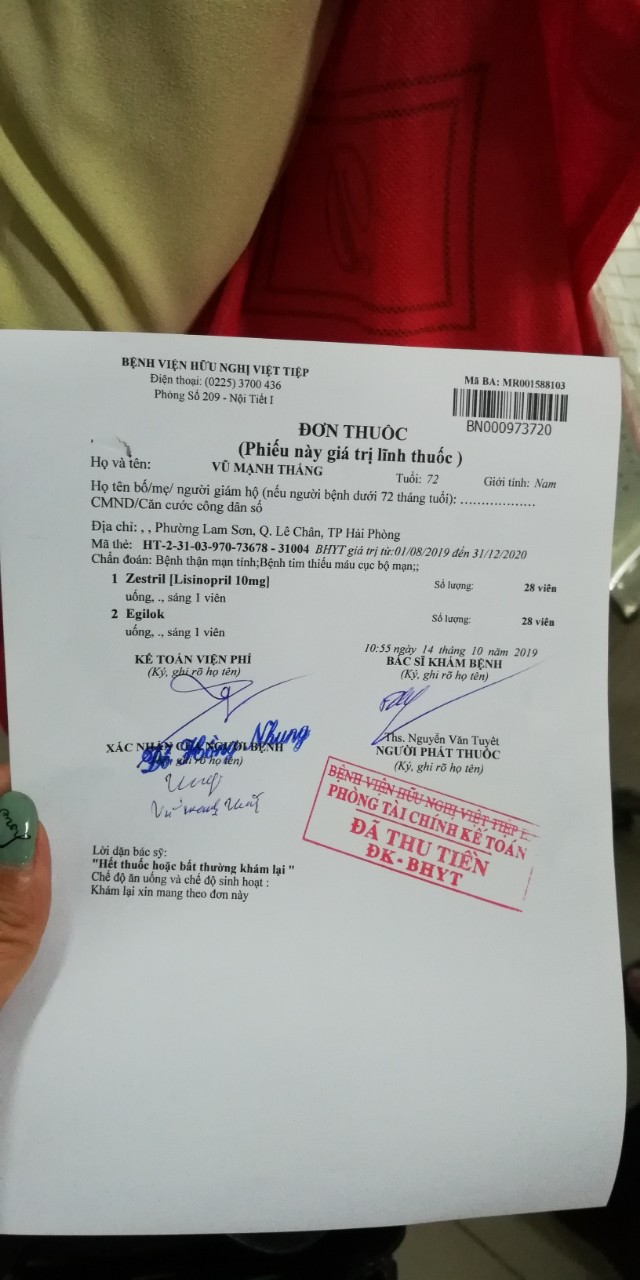 BỆNH VIỆN HỮU NGHỊ VIỆT TIỆP
Điện thoại: (0225) 3700 436
Phòng Số 209 - Nội Tiết I
Mã BA: MR001588103
BN000973720
ĐƠN THUỐC
(Phiếu này giá trị lĩnh thuốc )
Họ và tên: VŨ MẠNH THẮNG Tuổi: 72 Giới tính: Nam
Họ tên bố/mẹ/ người giám hộ (nếu người bệnh dưới 72 tháng tuổi): ..................
CMND/Căn cước công dân số
Địa chỉ: , , Phường Lam Sơn, Q. Lê Chân, TP Hải Phòng
Mã thẻ: HT-2-31-03-970-73678 - 31004 BHYT giá trị từ:01/08/2019 đến 31/12/2020
Chẩn đoán: Bệnh thận mạn tính;Bệnh tim thiếu máu cục bộ mạn;;
1 Zestril [Lisinopril 10mg] Số lượng: 28 viên
uống, ., sáng 1 viên
2 Egilok Số lượng: 28 viên
uống, ., sáng 1 viên
10:55 ngày 14 tháng 10 năm 2019
KẾ TOÁN VIỆN PHÍ BÁC SĨ KHÁM BỆNH
(Ký, ghi rõ họ tên) (Ký, ghi rõ họ tên)
Đỗ Hồng Nhung
Ths. Nguyễn Văn Tuyệt
XÁC NHẬN CỦA NGƯỜI BỆNH NGƯỜI PHÁT THUỐC
(Ký, ghi rõ họ tên) (Ký, ghi rõ họ tên)
BỆNH VIỆN HỮU NGHỊ VIỆT TIỆP
PHÒNG TÀI CHÍNH KẾ TOÁN
ĐÃ THU TIỀN
ĐK - BHYT
Lời dặn bác sỹ:
"Hết thuốc hoặc bất thường khám lại "
Chế độ ăn uống và chế độ sinh hoạt :
Khám lại xin mang theo đơn này